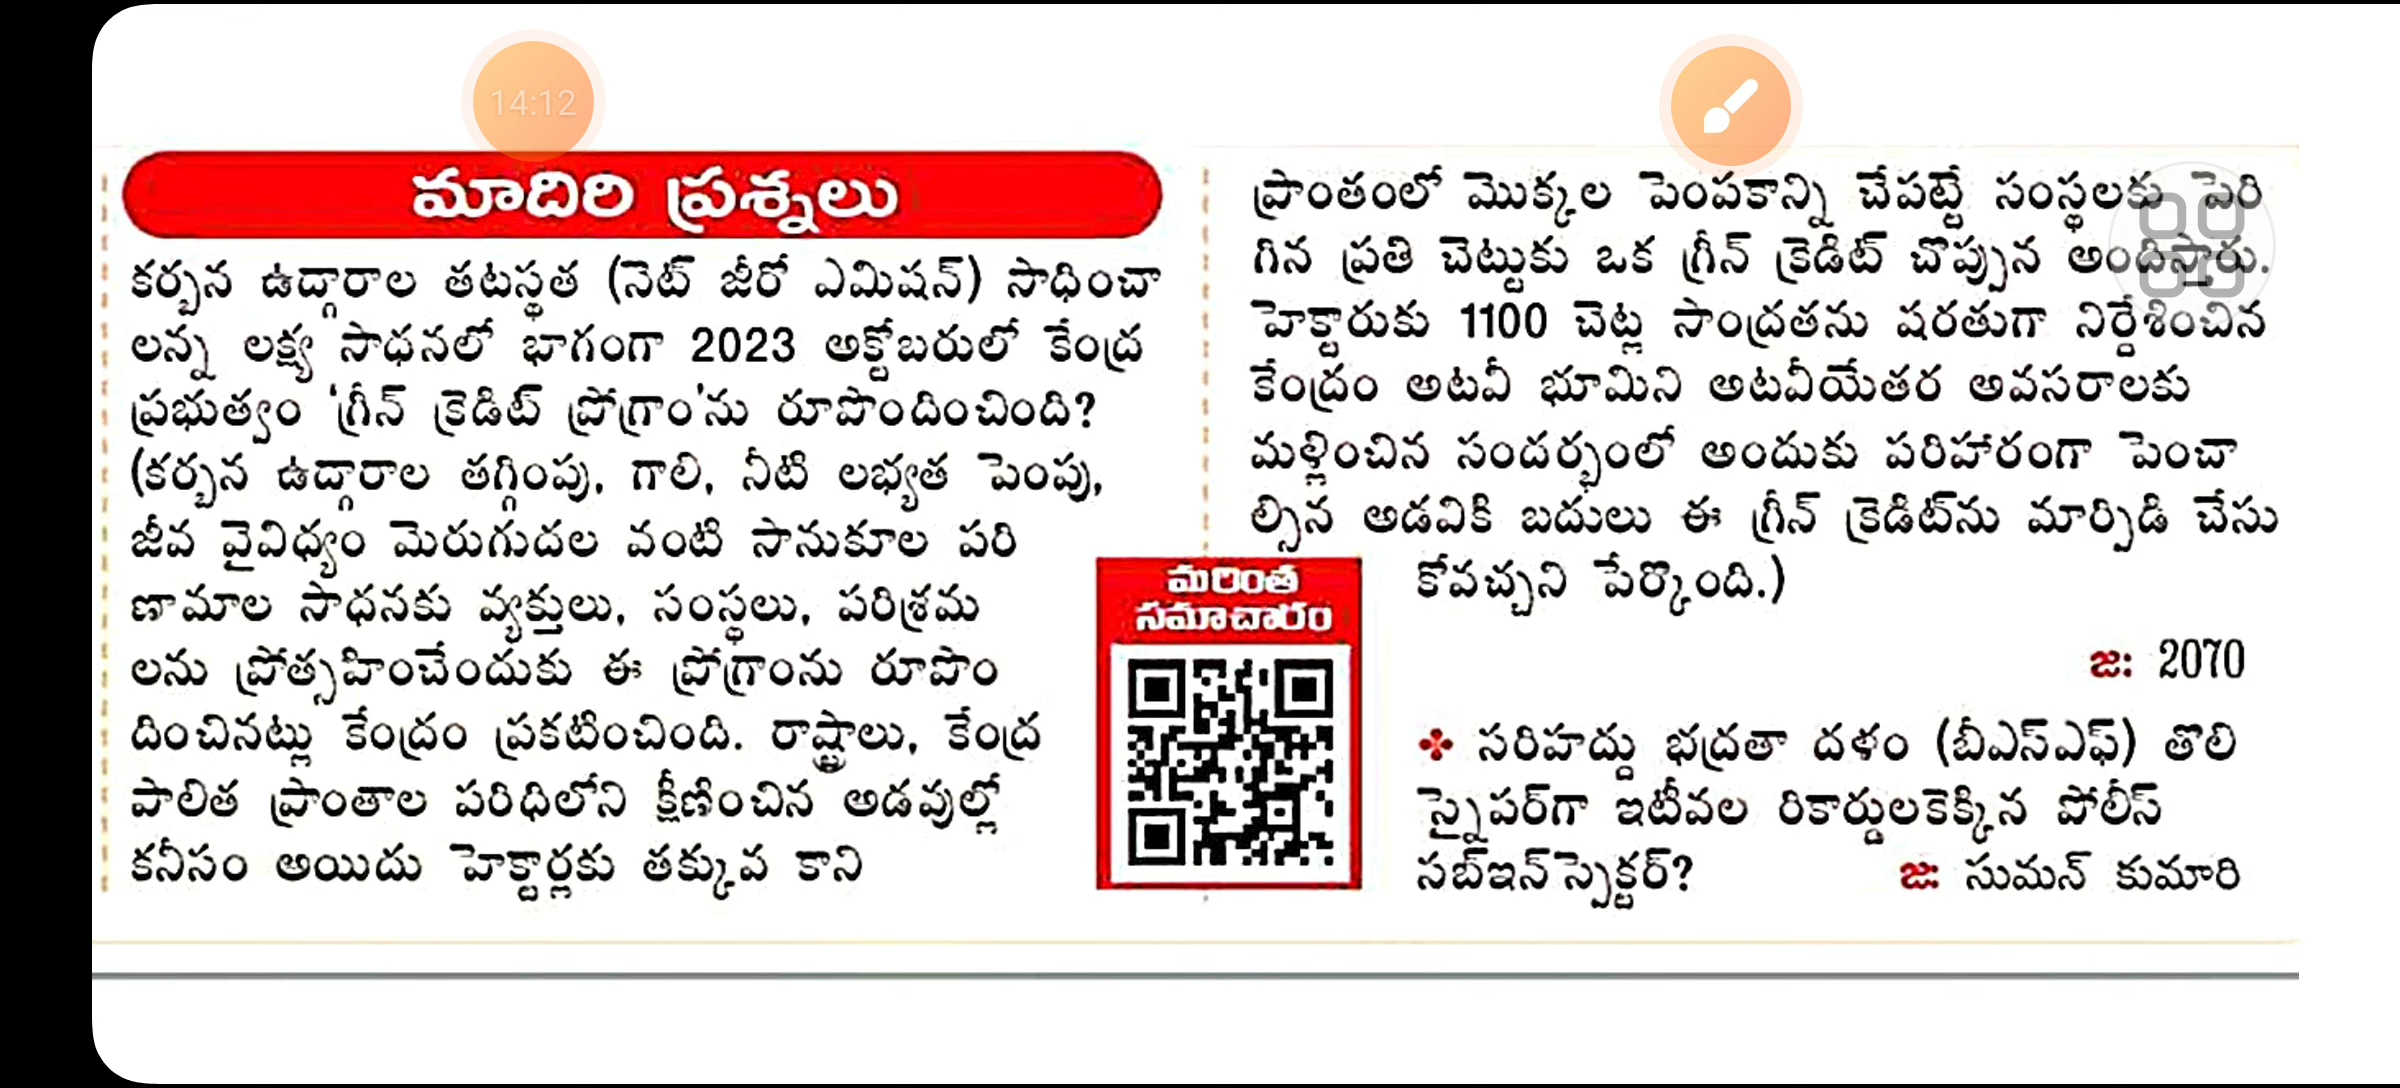 14:12
మాదిరి ప్రశ్నలు
కర్బన ఉద్గారాల తటస్థత (నెట్ జీరో ఎమిషన్) సాధించా
లన్న లక్ష్య సాధనలో భాగంగా 2023 అక్టోబరులో కేంద్ర
ప్రభుత్వం ‘గ్రీన్ క్రెడిట్ ప్రోగ్రాం’ను రూపొందించింది?
(కర్బన ఉద్గారాల తగ్గింపు, గాలి, నీటి లభ్యత పెంపు,
జీవ వైవిధ్యం మెరుగుదల వంటి సానుకూల పరి
ణామాల సాధనకు వ్యక్తులు, సంస్థలు, పరిశ్రమ
లను ప్రోత్సహించేందుకు ఈ ప్రోగ్రాంను రూపొం
దించినట్లు కేంద్రం ప్రకటించింది. రాష్ట్రాలు, కేంద్ర
పాలిత ప్రాంతాల పరిధిలోని క్షీణించిన అడవుల్లో
కనీసం అయిదు హెక్టార్లకు తక్కువ కాని
ప్రాంతంలో మొక్కల పెంపకాన్ని చేపట్టే సంస్థలకు పెరి
గిన ప్రతి చెట్టుకు ఒక గ్రీన్ క్రెడిట్ చొప్పున అందిస్తారు.
హెక్టారుకు 1100 చెట్ల సాంద్రతను షరతుగా నిర్దేశించిన
కేంద్రం అటవీ భూమిని అటవీయేతర అవసరాలకు
మళ్లించిన సందర్భంలో అందుకు పరిహారంగా పెంచా
ల్సిన అడవికి బదులు ఈ గ్రీన్ క్రెడిట్‌ను మార్పిడి చేసు
కోవచ్చని పేర్కొంది.)
జ: 2070
సరిహద్దు భద్రతా దళం (బీఎస్ఎఫ్) తొలి
స్నైపర్‌గా ఇటీవల రికార్డులకెక్కిన పోలీస్
సబ్ఇన్‌స్పెక్టర్? జ: సుమన్ కుమారి
మరింత
సమాచారం